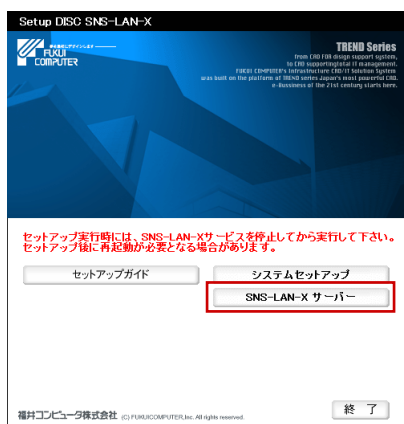 Setup DISC SNS-LAN-X
FUKUI
COMPUTER
TREND Series
from CAD FOR disign support system,
to CAD supportingtotal IT management.
FUKUI COMPUTER's Infrastructure CAD/IT Solution System
was built on the platform of TREND series Japan's most powerful CAD.
e-Bussiness of the 21st century starts here.
セットアップ実行時には、SNS-LAN-Xサービスを停止してから実行して下さい。
セットアップ後に再起動が必要となる場合があります。
セットアップガイド
システムセットアップ
SNS-LAN-X サーバー
福井コンピュータ株式会社 (C) FUKUICOMPUTER,Inc. All rights reserved.
終 了